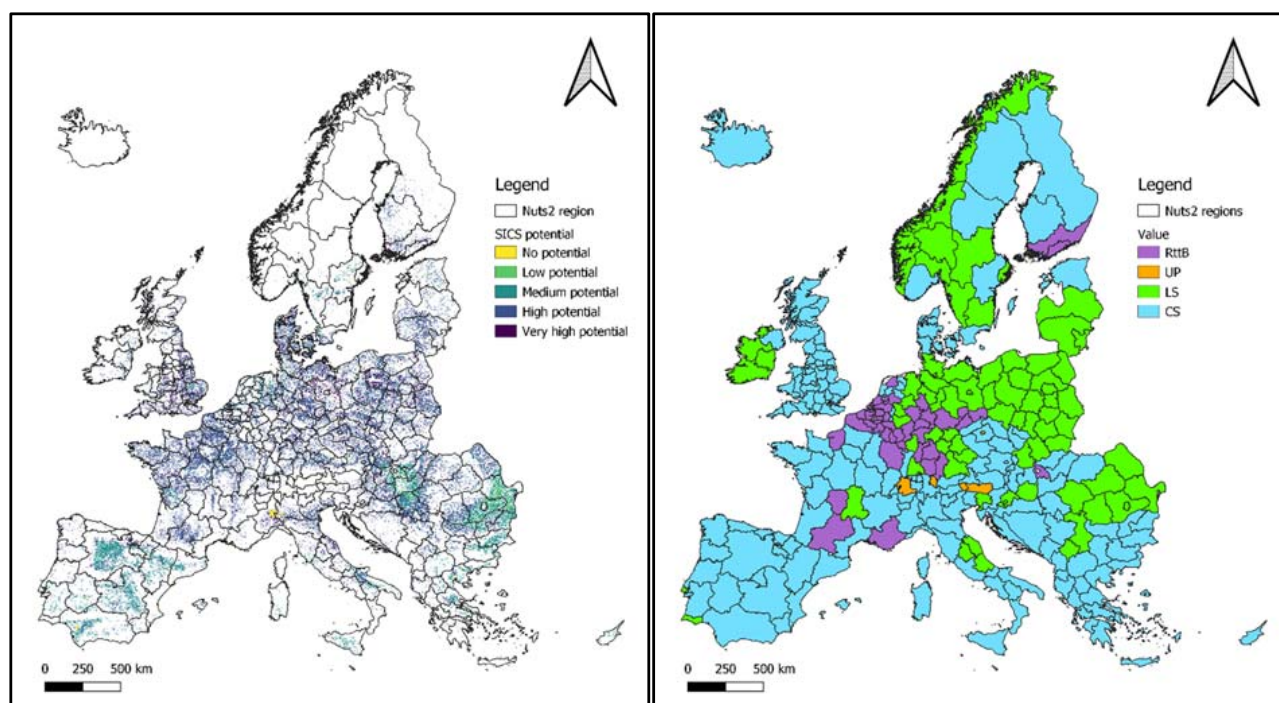 Legend
Nuts2 region
SICS potential
No potential
Low potential
Medium potential
High potential
Very high potential
0 250 500 km
Legend
Nuts2 regions
Value
RttB
UP
LS
CS
0 250 500 km